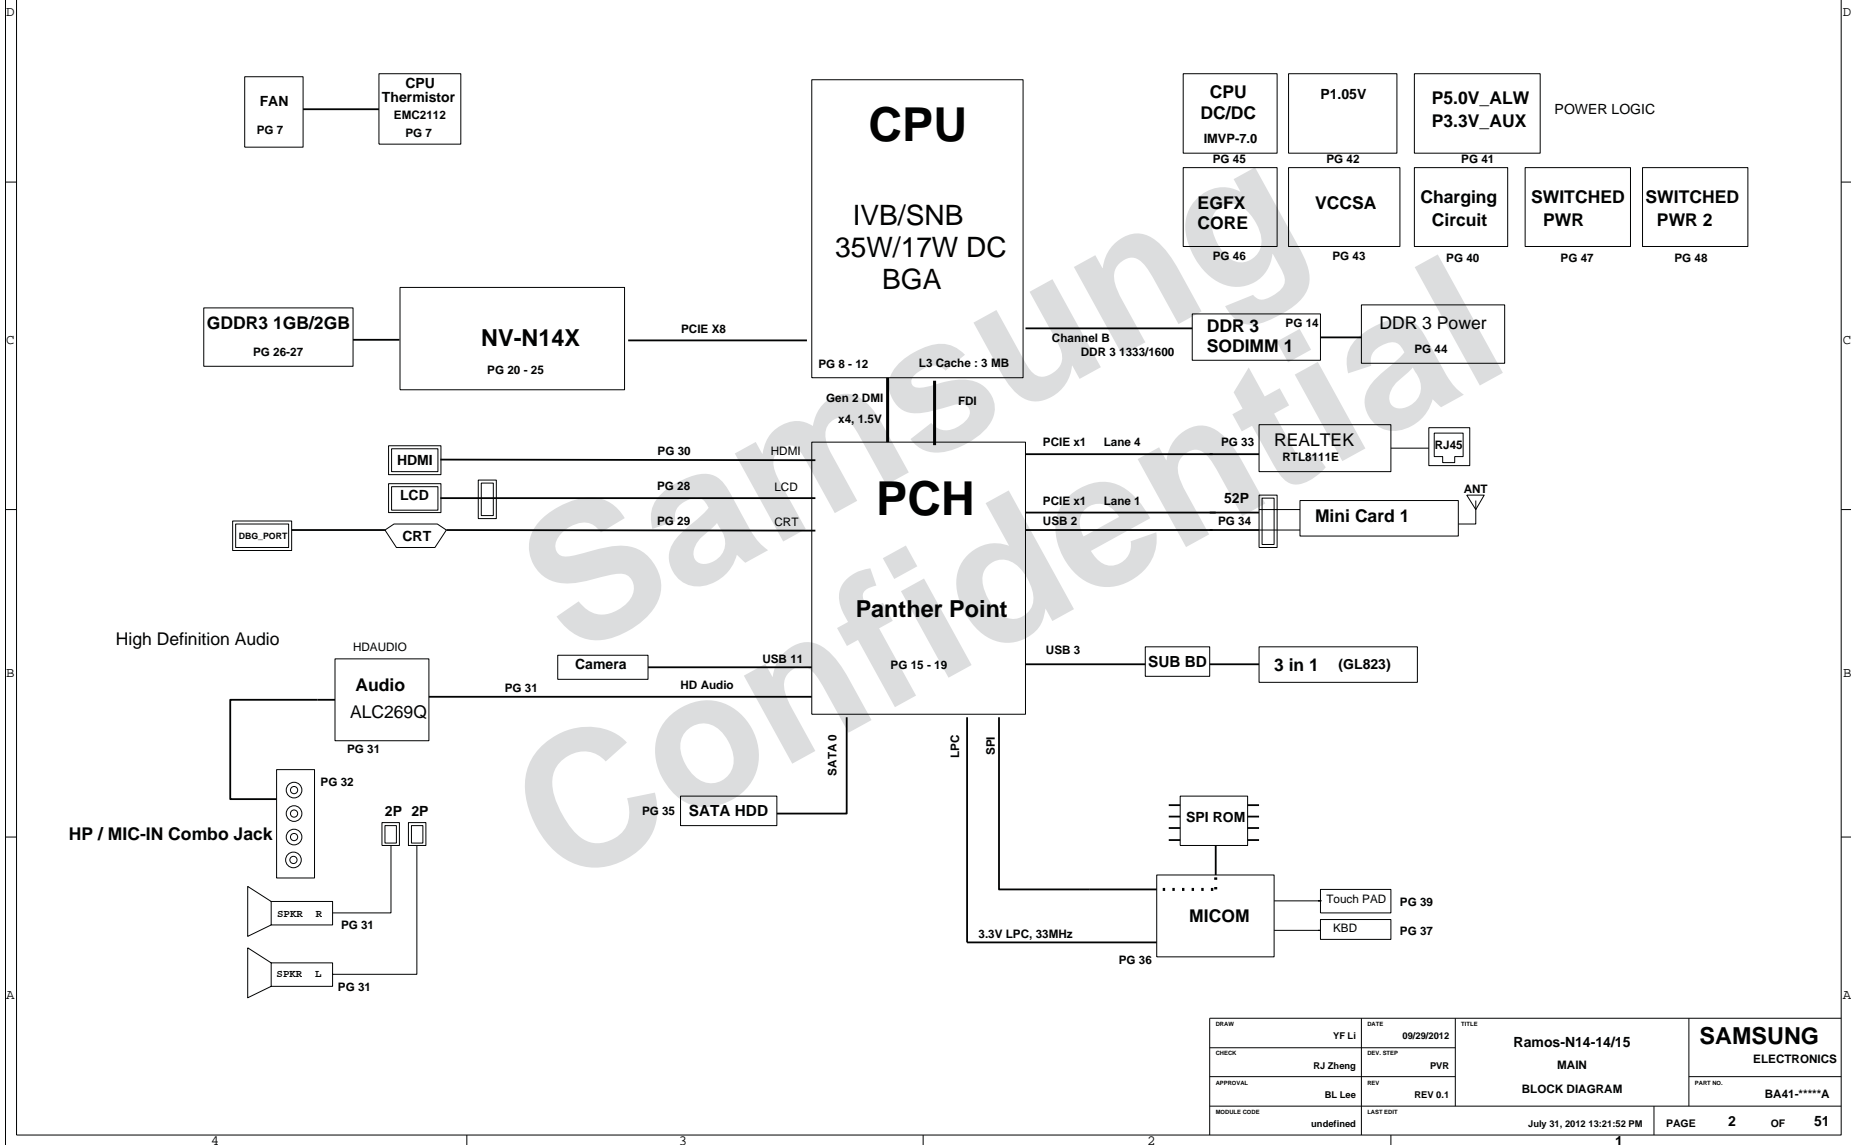 D
D
FAN
PG 7
CPU
Thermistor
EMC2112
PG 7
CPU
IVB/SNB
35W/17W DC
BGA
PG 8 - 12
L3 Cache : 3 MB
CPU
DC/DC
IMVP-7.0
PG 45
P1.05V
PG 42
P5.0V_ALW
P3.3V_AUX
PG 41
POWER LOGIC
EGFX
CORE
PG 46
VCCSA
PG 43
Charging
Circuit
PG 40
SWITCHED
PWR
PG 47
SWITCHED
PWR 2
PG 48
Samsung
Confidential
C
C
GDDR3 1GB/2GB
PG 26-27
NV-N14X
PG 20 - 25
PCIE X8
Channel B
DDR 3 1333/1600
DDR 3
PG 14
SODIMM 1
DDR 3 Power
PG 44
Gen 2 DMI
x4, 1.5V
FDI
HDMI
PG 30
HDMI
LCD
PG 28
LCD
DBG_PORT
CRT
PG 29
CRT
PCH
Panther Point
PG 15 - 19
PCIE x1 Lane 4
PG 33
REALTEK
RTL8111E
RJ45
PCIE x1 Lane 1
52P
USB 2
PG 34
Mini Card 1
ANT
B
B
High Definition Audio
HDAUDIO
Audio
ALC269Q
PG 31
Camera
USB 11
PG 31
HD Audio
USB 3
SUB BD
3 in 1 (GL823)
SATA 0
LPC
SPI
PG 32
HP / MIC-IN Combo Jack
2P 2P
PG 35
SATA HDD
SPI ROM
MICOM
Touch PAD
PG 39
KBD
PG 37
3.3V LPC, 33MHz
PG 36
SPKR R
PG 31
SPKR L
PG 31
A
A
DRAW
YF Li
DATE
09/29/2012
TITLE
Ramos-N14-14/15
MAIN
BLOCK DIAGRAM
SAMSUNG
ELECTRONICS
CHECK
RJ Zheng
DEV. STEP
PVR
APPROVAL
BL Lee
REV
REV 0.1
PART NO.
BA41-*****A
MODULE CODE
undefined
LAST EDIT
July 31, 2012 13:21:52 PM
PAGE 2 OF 51
4
3
2
1